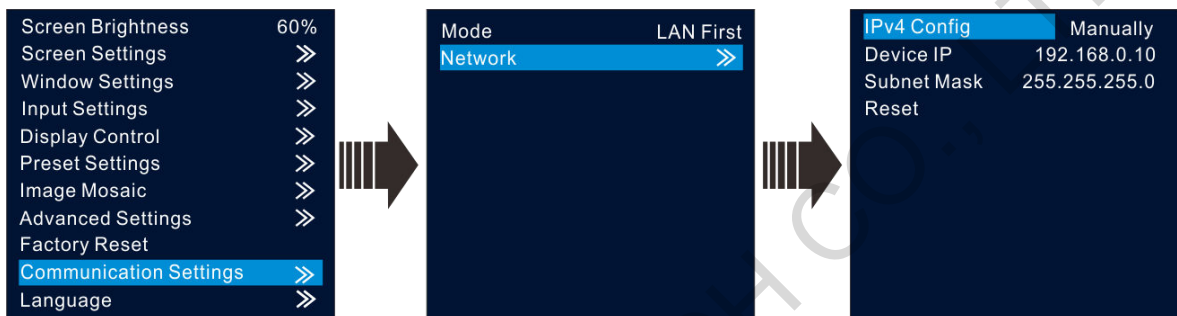 Screen Brightness 60%
Screen Settings
Window Settings
Input Settings
Display Control
Preset Settings
Image Mosaic
Advanced Settings
Factory Reset
Communication Settings
Language
Mode LAN First
Network
IPv4 Config Manually
Device IP 192.168.0.10
Subnet Mask 255.255.255.0
Reset
H CO., LT